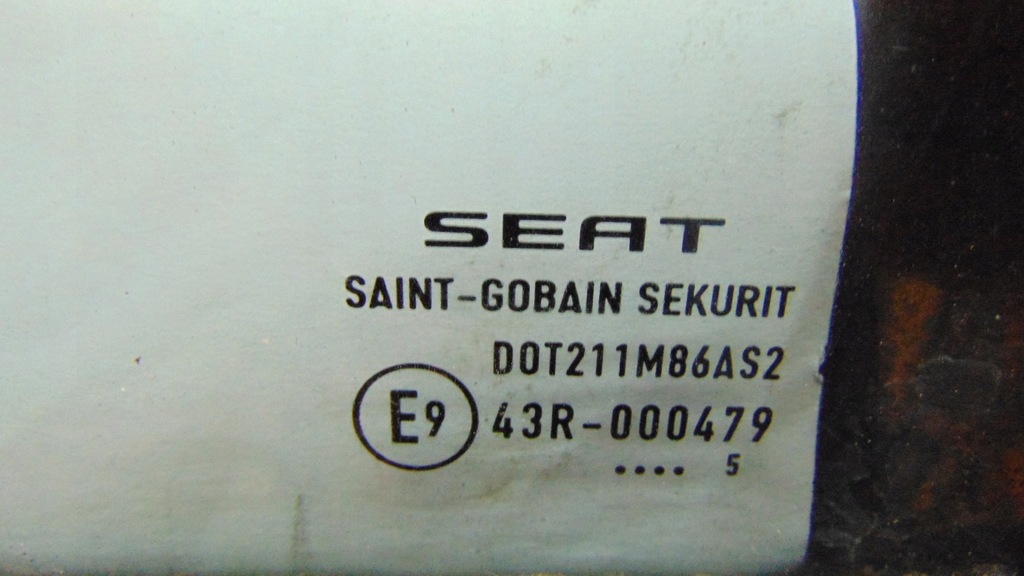 SEAT
SAINT-GOBAIN SEKURIT
DOT211M86AS2
E9 43R-000479
•••• 5